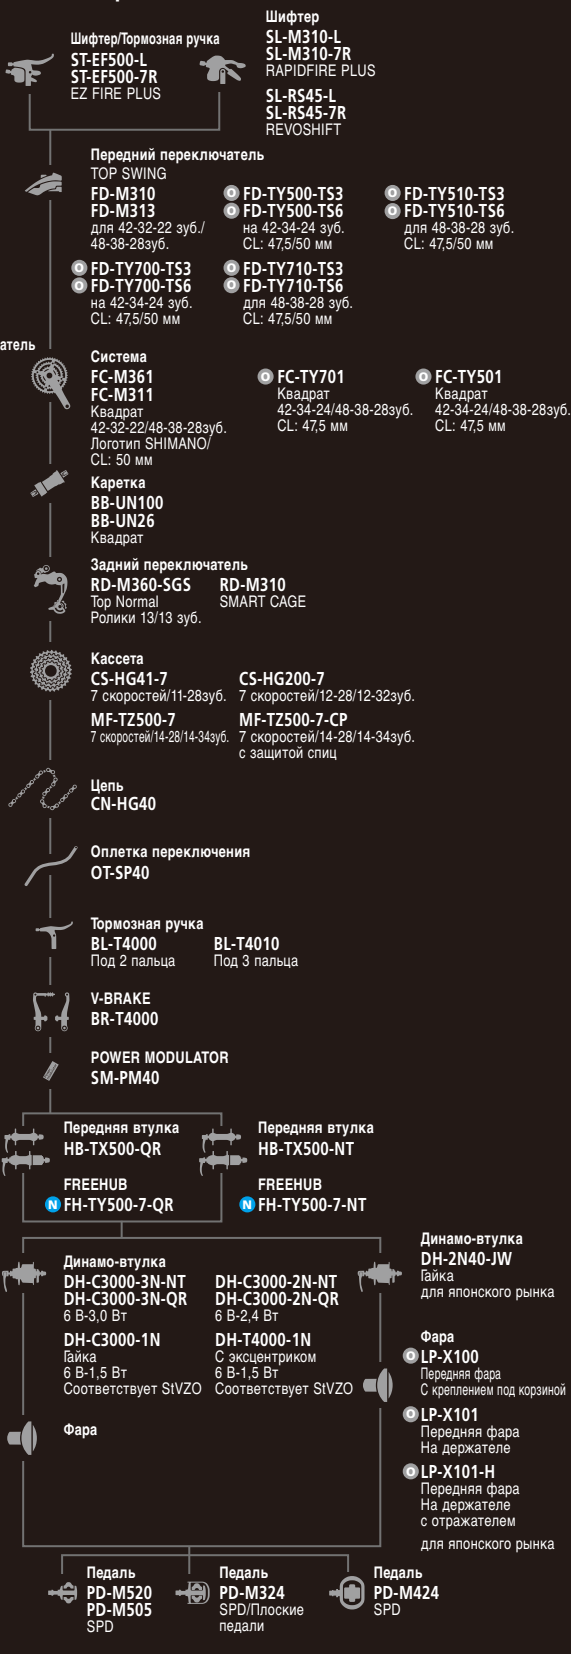 Шифтер/Тормозная ручка
ST-EF500-L
ST-EF500-7R
EZ FIRE PLUS
Шифтер
SL-M310-L
SL-M310-7R
RAPIDFIRE PLUS
SL-RS45-L
SL-RS45-7R
REVOSHIFT
Передний переключатель
TOP SWING
FD-M310
FD-M313
для 42-32-22 зуб./
48-38-28зуб.
O FD-TY500-TS3
O FD-TY500-TS6
на 42-34-24 зуб.
CL: 47,5/50 мм
O FD-TY510-TS3
O FD-TY510-TS6
для 48-38-28 зуб.
CL: 47,5/50 мм
O FD-TY700-TS3
O FD-TY700-TS6
на 42-34-24 зуб.
CL: 47,5/50 мм
O FD-TY710-TS3
O FD-TY710-TS6
для 48-38-28 зуб.
CL: 47,5/50 мм
атель
Система
FC-M361
FC-M311
Квадрат
42-32-22/48-38-28зуб.
Логотип SHIMANO/
CL: 50 мм
O FC-TY701
Квадрат
42-34-24/48-38-28зуб.
CL: 47,5 мм
O FC-TY501
Квадрат
42-34-24/48-38-28зуб.
CL: 47,5 мм
Каретка
BB-UN100
BB-UN26
Квадрат
Задний переключатель
RD-M360-SGS
Top Normal
Ролики 13/13 зуб.
RD-M310
SMART CAGE
Кассета
CS-HG41-7
7 скоростей/11-28зуб.
CS-HG200-7
7 скоростей/12-28/12-32зуб.
MF-TZ500-7
7 скоростей/14-28/14-34зуб.
MF-TZ500-7-CP
7 скоростей/14-28/14-34зуб.
с защитой спиц
Цепь
CN-HG40
Оплетка переключения
OT-SP40
Тормозная ручка
BL-T4000
Под 2 пальца
BL-T4010
Под 3 пальца
V-BRAKE
BR-T4000
POWER MODULATOR
SM-PM40
Передняя втулка
HB-TX500-QR
Передняя втулка
HB-TX500-NT
FREEHUB
N FH-TY500-7-QR
FREEHUB
N FH-TY500-7-NT
Динамо-втулка
DH-C3000-3N-NT
DH-C3000-3N-QR
6 В-3,0 Вт
DH-C3000-2N-NT
DH-C3000-2N-QR
6 В-2,4 Вт
DH-C3000-1N
Гайка
6 В-1,5 Вт
Соответствует StVZO
DH-T4000-1N
С эксцентриком
6 В-1,5 Вт
Соответствует StVZO
Динамо-втулка
DH-2N40-JW
Гайка
для японского рынка
Фара
Фара
O LP-X100
Передняя фара
С креплением под корзиной
O LP-X101
Передняя фара
На держателе
O LP-X101-H
Передняя фара
На держателе
с отражателем
для японского рынка
Педаль
PD-M520
PD-M505
SPD
Педаль
PD-M324
SPD/Плоские
педали
Педаль
PD-M424
SPD